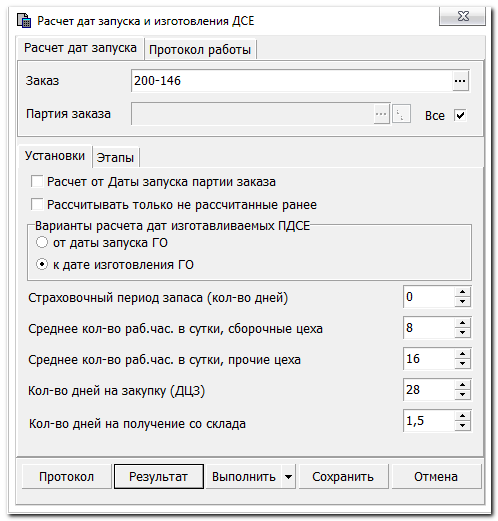 Расчет дат запуска и изготовления ДСЕ
Расчет дат запуска Протокол работы
Заказ 200-146 ...
Партия заказа ... Все
Установки Этапы
Расчет от Даты запуска партии заказа
Рассчитывать только не рассчитанные ранее
Варианты расчета дат изготавливаемых ПДСЕ
от даты запуска ГО
к дате изготовления ГО
Страховочный период запаса (кол-во дней) 0
Среднее кол-во раб.час. в сутки, сборочные цеха 8
Среднее кол-во раб.час. в сутки, прочие цеха 16
Кол-во дней на закупку (ДЦЗ) 28
Кол-во дней на получение со склада 1,5
Протокол Результат Выполнить Сохранить Отмена